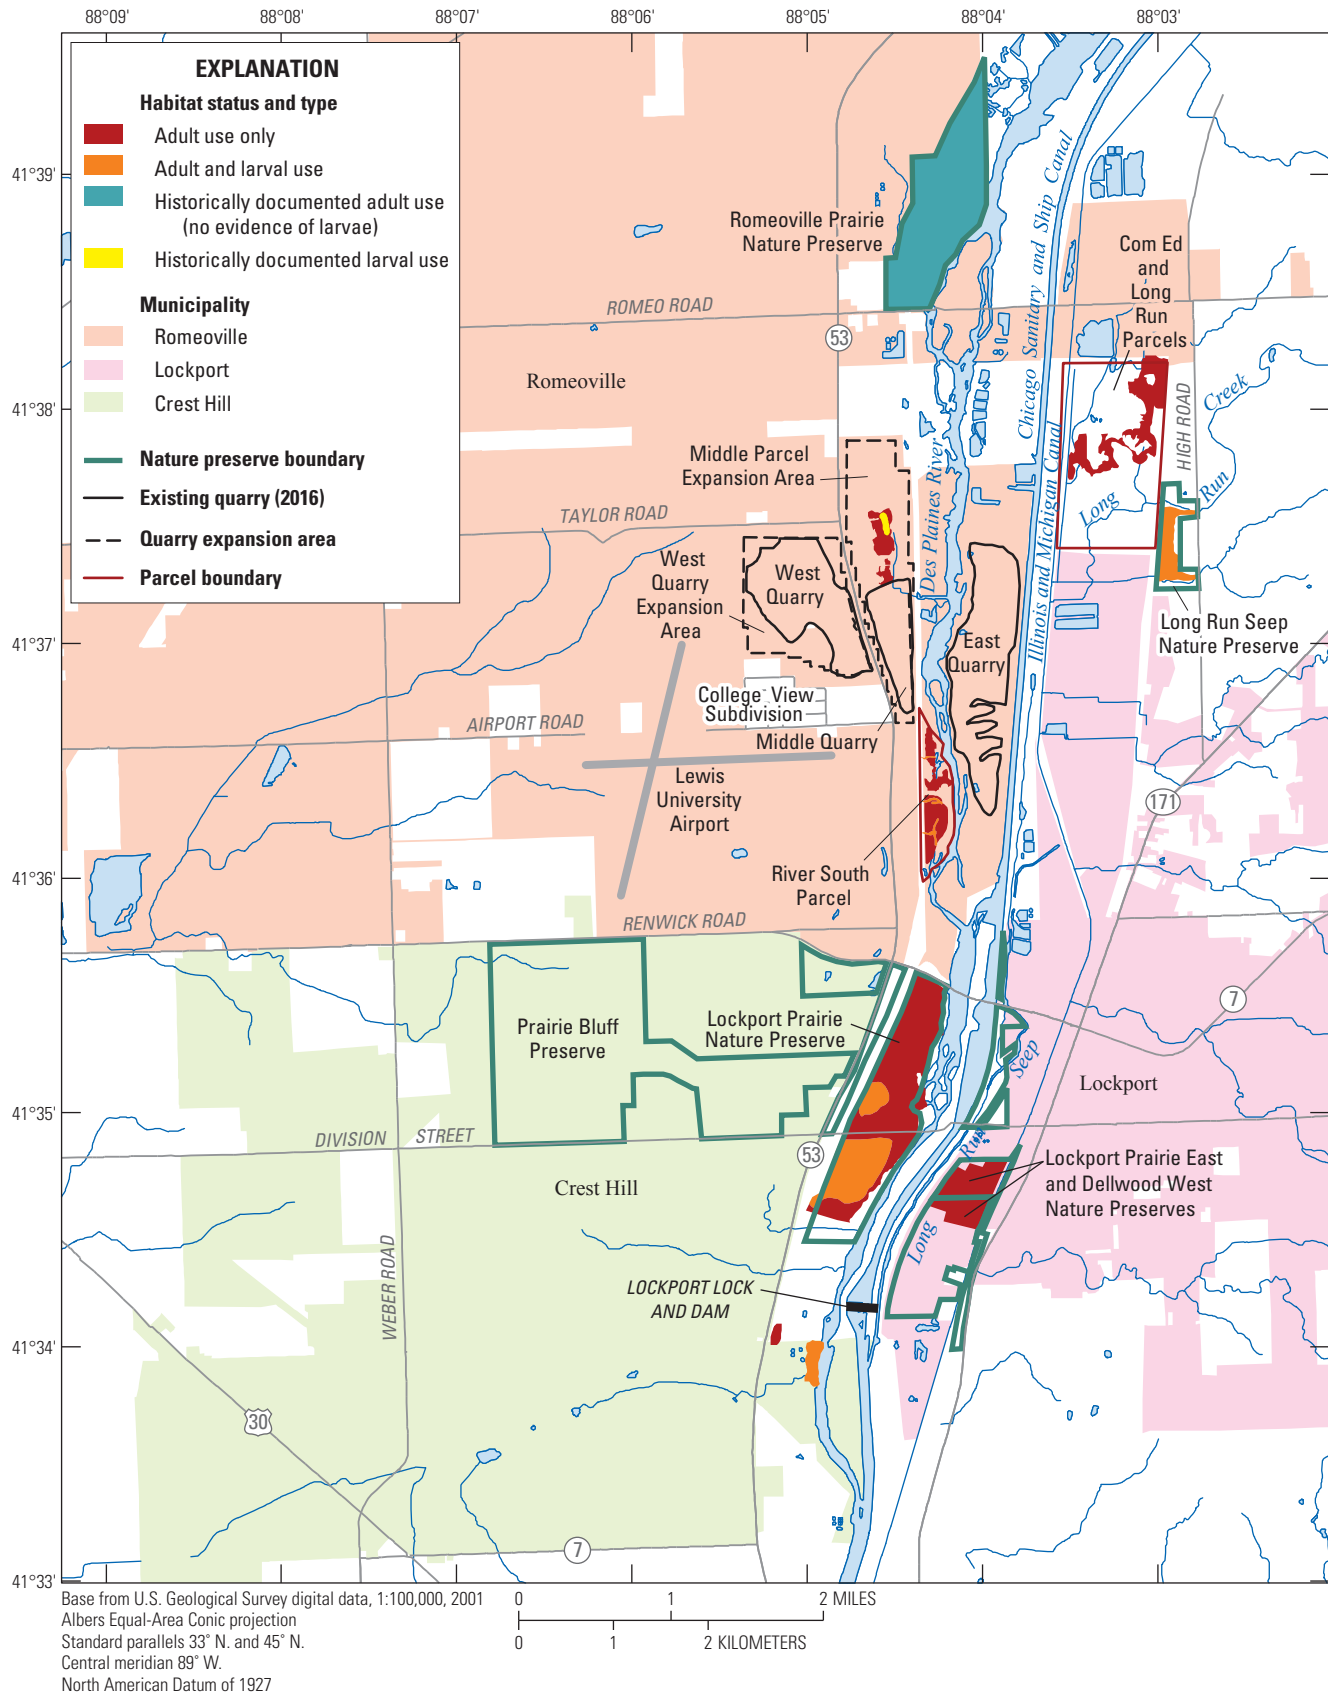 88°09' 88°08' 88°07' 88°06' 88°05' 88°04' 88°03'
EXPLANATION
Habitat status and type
Adult use only
Adult and larval use
Historically documented adult use
(no evidence of larvae)
Historically documented larval use
Municipality
Romeoville
Lockport
Crest Hill
Nature preserve boundary
Existing quarry (2016)
Quarry expansion area
Parcel boundary
41°39'
41°38'
41°37'
41°36'
41°35'
41°34'
41°33'
Romeoville Prairie
Nature Preserve
Chicago Sanitary and Ship Canal
Com Ed
and
Long
Run
Parcels
ROMEO ROAD
53
Romeoville
HIGH ROAD
Creek
Run
Long
Middle Parcel
Expansion Area
Des Plaines River
Illinois and Michigan Canal
TAYLOR ROAD
West
Quarry
Expansion
Area
West
Quarry
East
Quarry
Long Run Seep
Nature Preserve
College View
Subdivision
AIRPORT ROAD
Middle Quarry
Lewis
University
Airport
171
River South
Parcel
RENWICK ROAD
7
Prairie Bluff
Preserve
Lockport Prairie
Nature Preserve
Seep
Run
Long
Lockport
DIVISION STREET
53
Crest Hill
Lockport Prairie East
and Dellwood West
Nature Preserves
WEBER ROAD
LOCKPORT LOCK
AND DAM
30
7
Base from U.S. Geological Survey digital data, 1:100,000, 2001
Albers Equal-Area Conic projection
Standard parallels 33° N. and 45° N.
Central meridian 89° W.
North American Datum of 1927
0 1 2 MILES
0 1 2 KILOMETERS